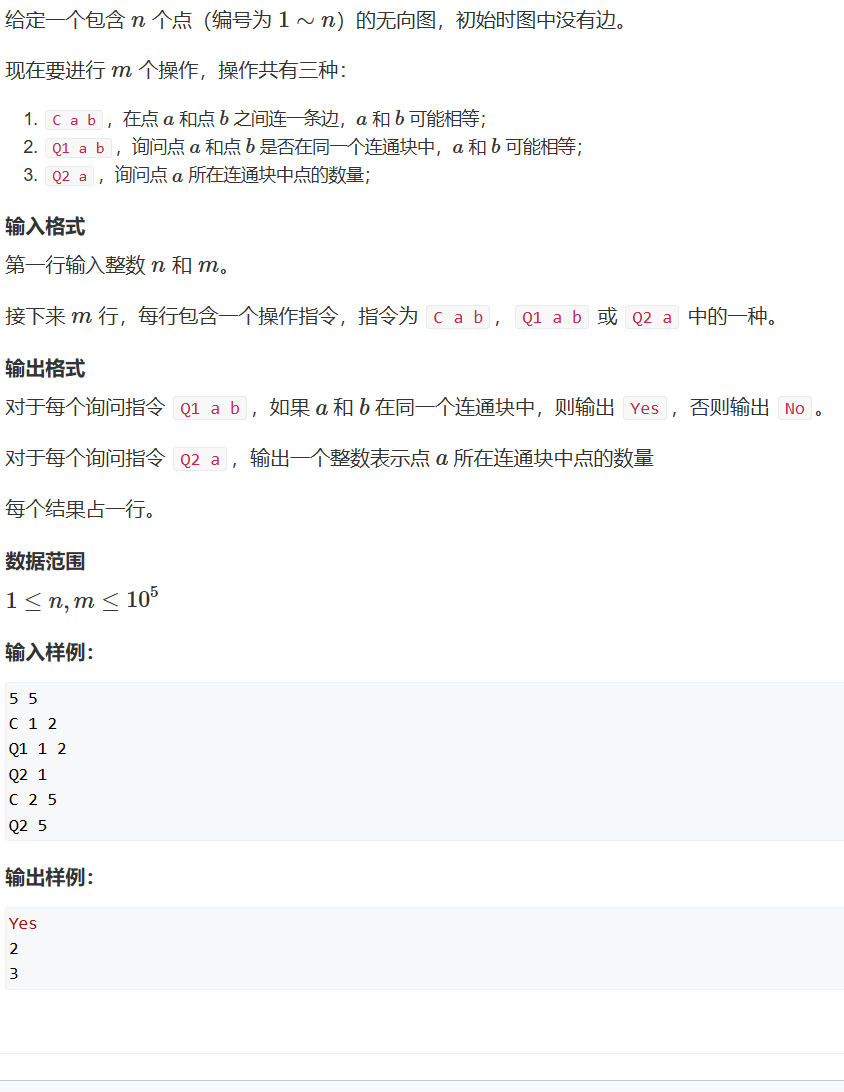 给定一个包含 n 个点（编号为 1 ∼ n）的无向图，初始时图中没有边。
现在要进行 m 个操作，操作共有三种：
1. C a b ，在点 a 和点 b 之间连一条边，a 和 b 可能相等；
2. Q1 a b ，询问点 a 和点 b 是否在同一个连通块中，a 和 b 可能相等；
3. Q2 a ，询问点 a 所在连通块中点的数量；
输入格式
第一行输入整数 n 和 m。
接下来 m 行，每行包含一个操作指令，指令为 C a b ， Q1 a b 或 Q2 a 中的一种。
输出格式
对于每个询问指令 Q1 a b ，如果 a 和 b 在同一个连通块中，则输出 Yes ，否则输出 No 。
对于每个询问指令 Q2 a ，输出一个整数表示点 a 所在连通块中点的数量
每个结果占一行。
数据范围
1 ≤ n, m ≤ 10⁵
输入样例：
5 5
C 1 2
Q1 1 2
Q2 1
C 2 5
Q2 5
输出样例：
Yes
2
3